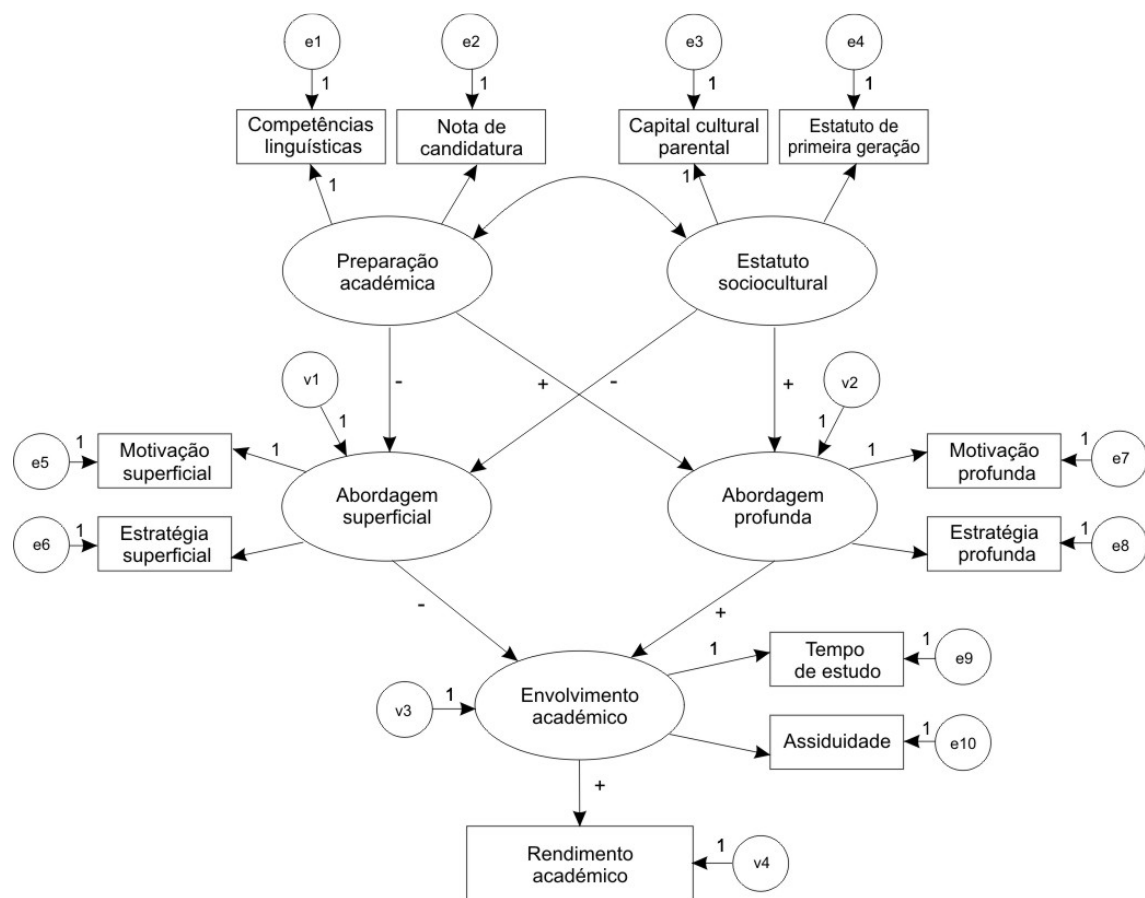 e1
e2
e3
e4
1
1
1
1
Competências
linguísticas
Nota de
candidatura
Capital cultural
parental
Estatuto de
primeira geração
1
1
Preparação
académica
Estatuto
sociocultural
v1
-
+
-
+
v2
1
1
e5
1
Motivação
superficial
1
1
Motivação
profunda
1
e7
Abordagem
superficial
Abordagem
profunda
e6
1
Estratégia
superficial
Estratégia
profunda
1
e8
-
+
1
Tempo
de estudo
1
e9
v3
1
Envolvimento
académico
Assiduidade
1
e10
+
Rendimento
académico
1
v4